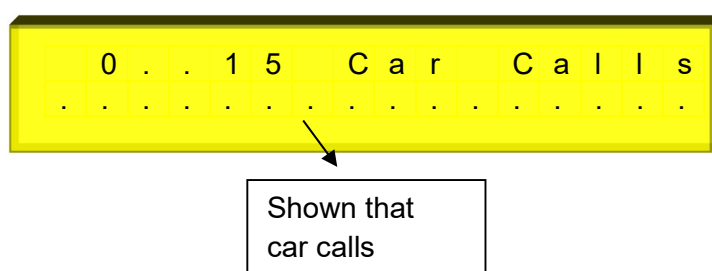 0..15 Car Calls
................
Shown that
car calls